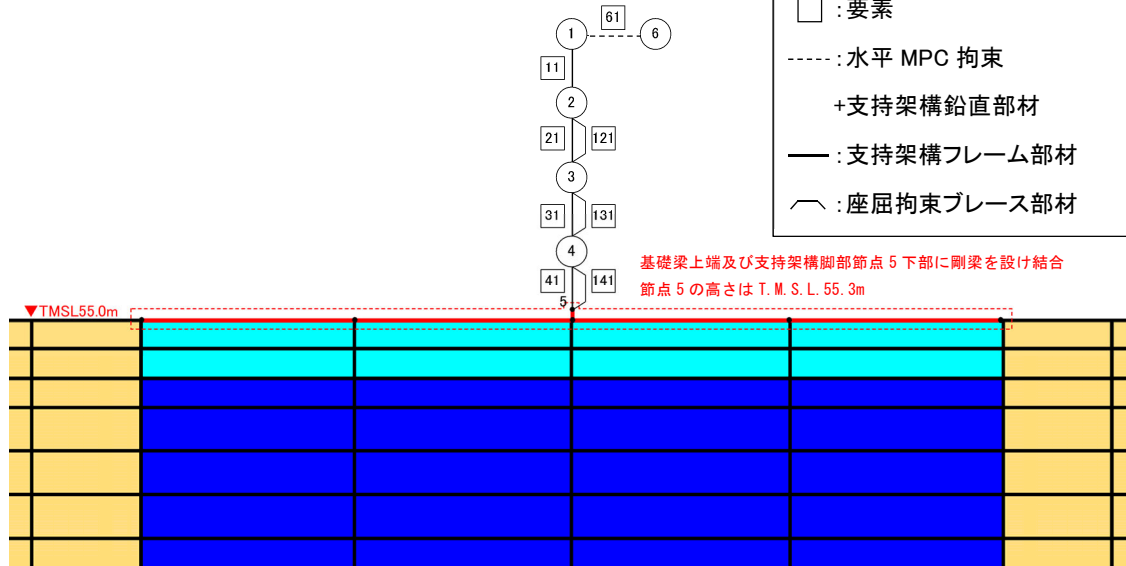 □:要素
-----:水平 MPC 拘束
+支持架構鉛直部材
:支持架構フレーム部材
:座屈拘束ブレース部材
61
1
6
11
2
21
121
3
31
131
4
41
141
5
基礎梁上端及び支持架構脚部節点 5 下部に剛梁を設け結合
節点 5 の高さは T.M.S.L.55.3m
▼TMSL55.0m